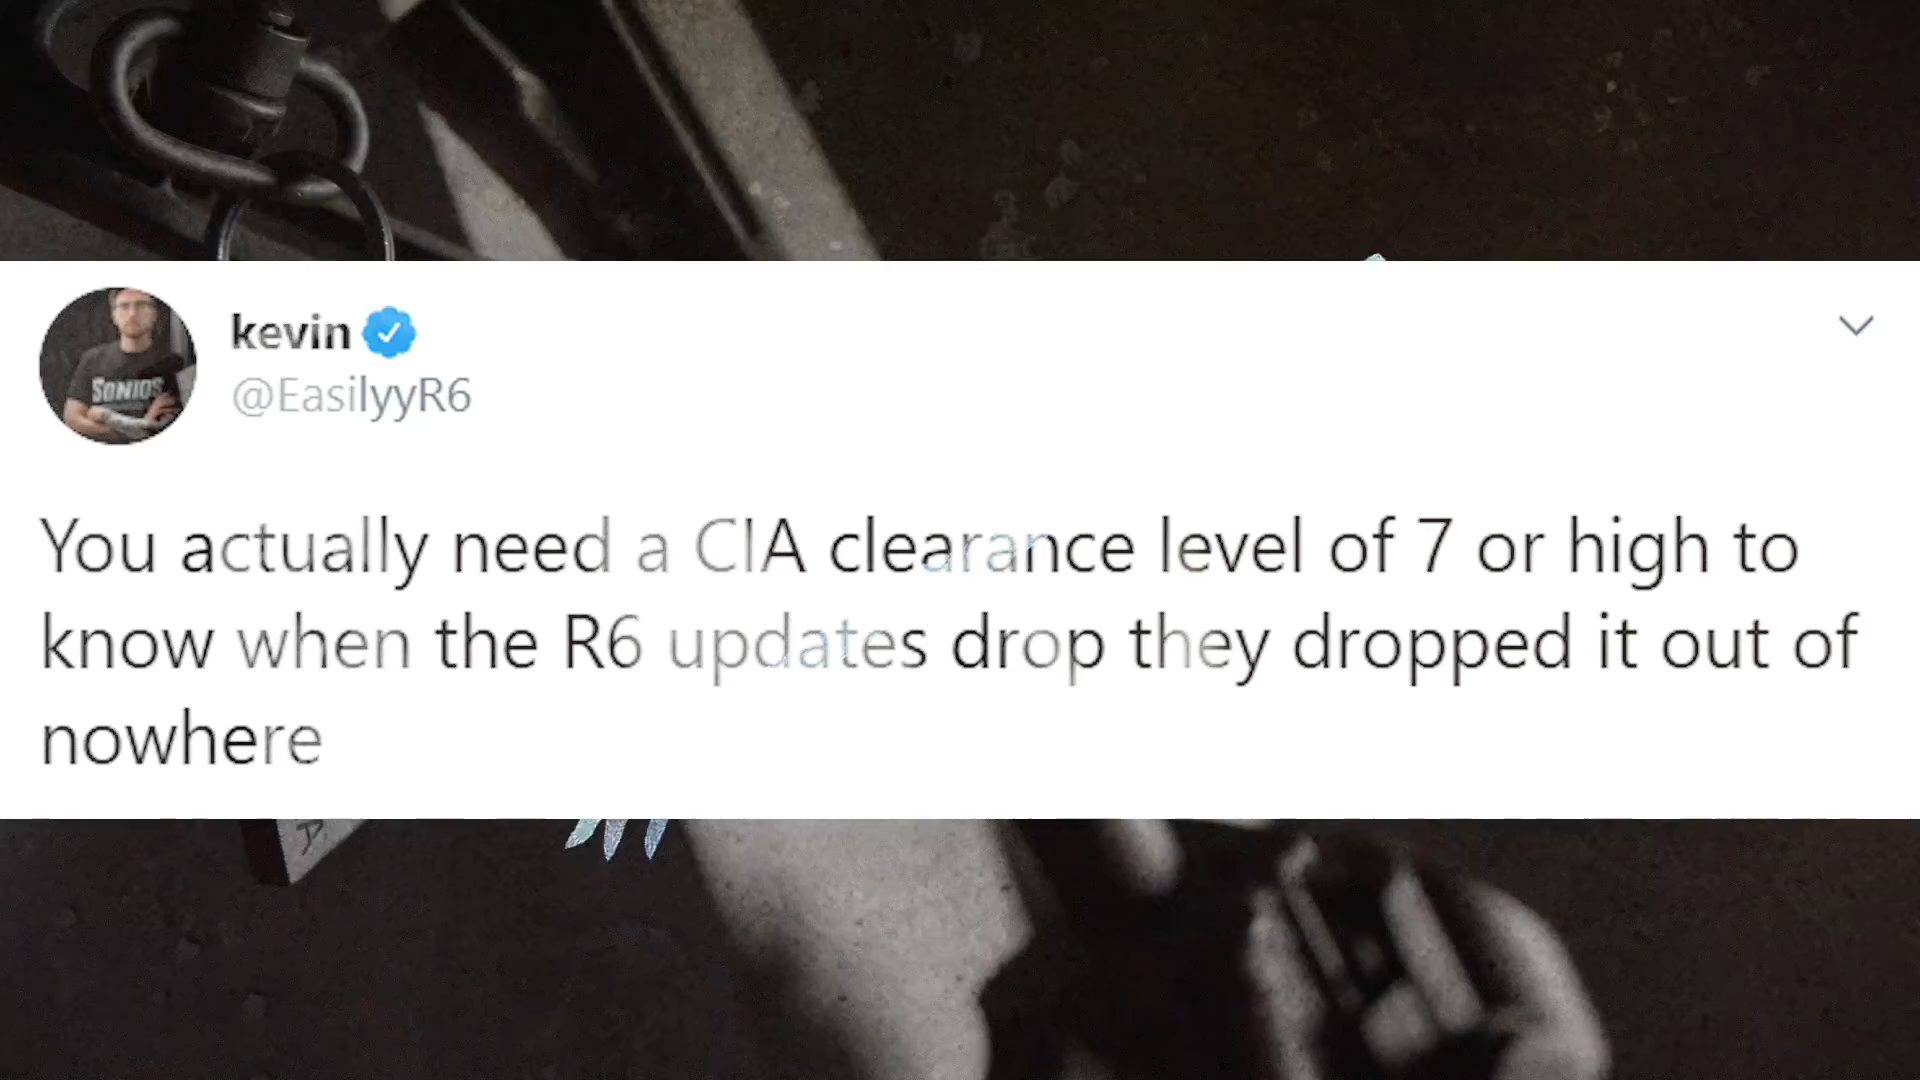 kevin
@EasilyyR6
SONIQS
You actually need a CIA clearance level of 7 or high to
know when the R6 updates drop they dropped it out of
nowhere
A